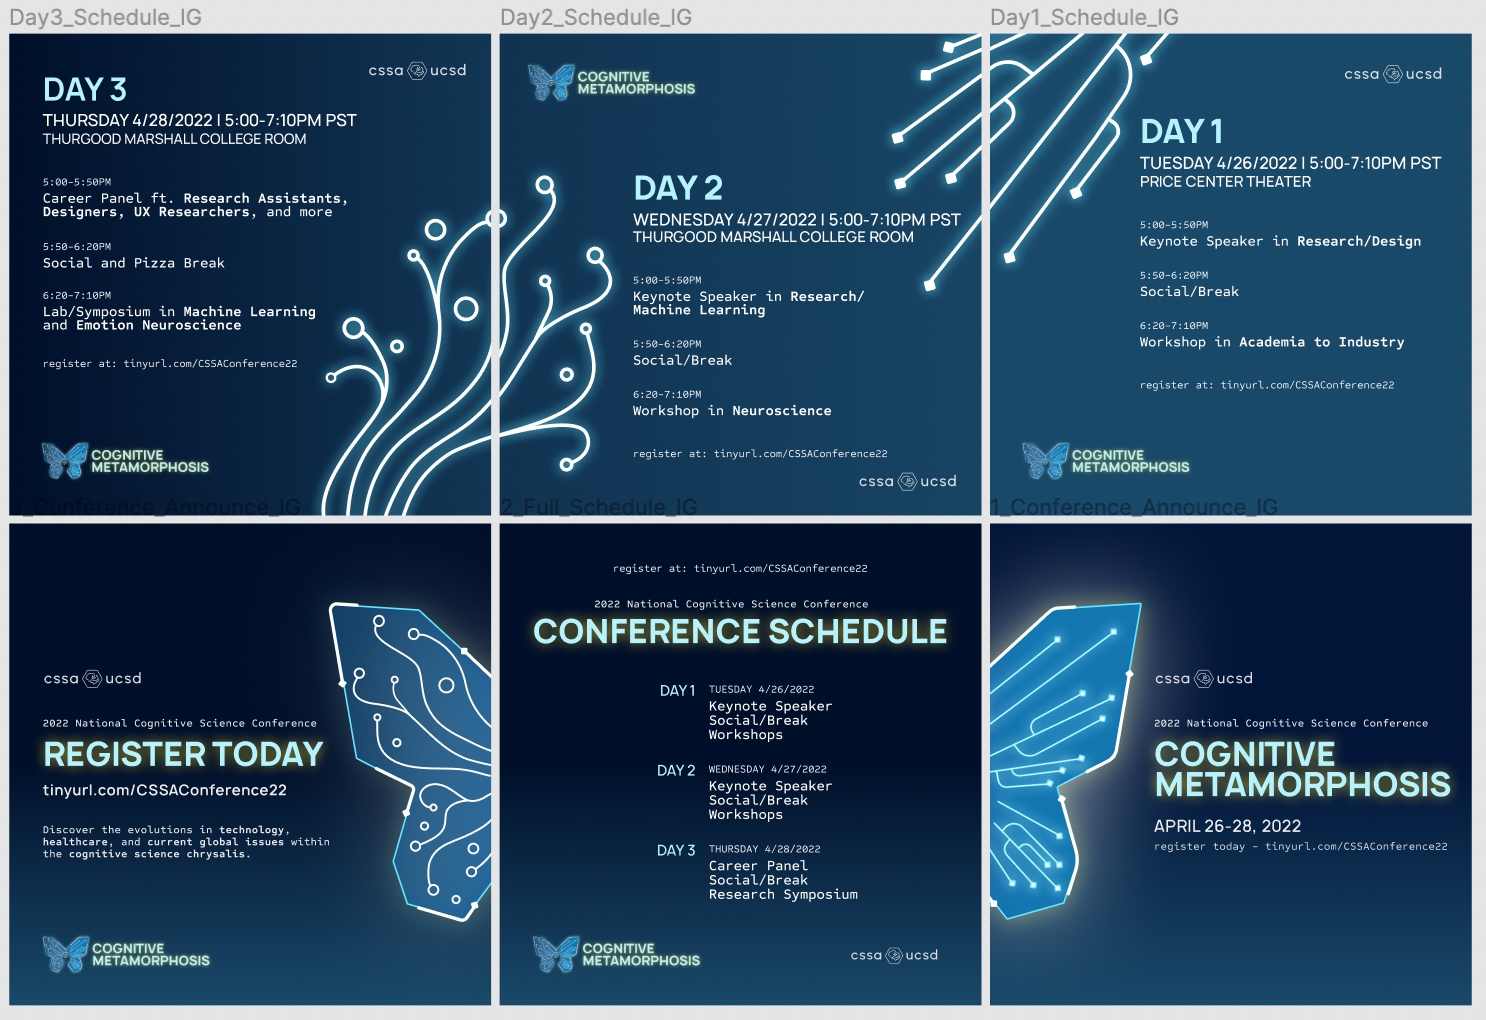 Day3_Schedule_IG
cssa ucsd
DAY 3
THURSDAY 4/28/2022 | 5:00-7:10PM PST
THURGOOD MARSHALL COLLEGE ROOM
5:00-5:50PM
Career Panel ft. Research Assistants,
Designers, UX Researchers, and more
5:50-6:20PM
Social and Pizza Break
6:20-7:10PM
Lab/Symposium in Machine Learning
and Emotion Neuroscience
register at: tinyurl.com/CSSAConference22
COGNITIVE
METAMORPHOSIS
Day2_Schedule_IG
COGNITIVE
METAMORPHOSIS
DAY 2
WEDNESDAY 4/27/2022 | 5:00-7:10PM PST
THURGOOD MARSHALL COLLEGE ROOM
5:00-5:50PM
Keynote Speaker in Research/
Machine Learning
5:50-6:20PM
Social/Break
6:20-7:10PM
Workshop in Neuroscience
register at: tinyurl.com/CSSAConference22
cssa ucsd
Day1_Schedule_IG
cssa ucsd
DAY 1
TUESDAY 4/26/2022 | 5:00-7:10PM PST
PRICE CENTER THEATER
5:00-5:50PM
Keynote Speaker in Research/Design
5:50-6:20PM
Social/Break
6:20-7:10PM
Workshop in Academia to Industry
register at: tinyurl.com/CSSAConference22
COGNITIVE
METAMORPHOSIS
_Conference_Announce_IG
cssa ucsd
2022 National Cognitive Science Conference
REGISTER TODAY
tinyurl.com/CSSAConference22
Discover the evolutions in technology,
healthcare, and current global issues within
the cognitive science chrysalis.
COGNITIVE
METAMORPHOSIS
2_Full_Schedule_IG
register at: tinyurl.com/CSSAConference22
2022 National Cognitive Science Conference
CONFERENCE SCHEDULE
DAY 1 TUESDAY 4/26/2022
Keynote Speaker
Social/Break
Workshops
DAY 2 WEDNESDAY 4/27/2022
Keynote Speaker
Social/Break
Workshops
DAY 3 THURSDAY 4/28/2022
Career Panel
Social/Break
Research Symposium
COGNITIVE
METAMORPHOSIS
cssa ucsd
1_Conference_Announce_IG
cssa ucsd
2022 National Cognitive Science Conference
COGNITIVE
METAMORPHOSIS
APRIL 26-28, 2022
register today - tinyurl.com/CSSAConference22